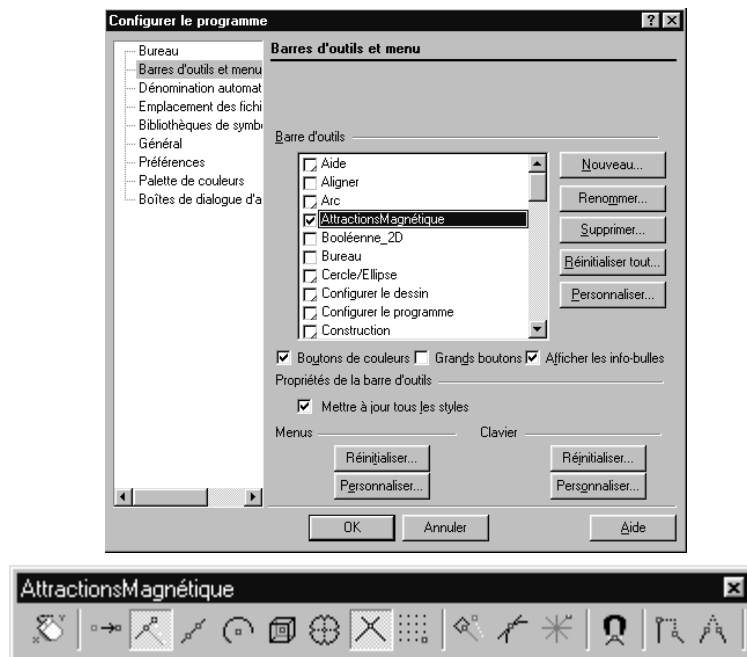 Configurer le programme
Bureau
Barres d'outils et menu
Dénomination automat
Emplacement des fichi
Bibliothèques de symb
Général
Préférences
Palette de couleurs
Boîtes de dialogue d'a
Barres d'outils et menu
Barre d'outils
Aide
Aligner
Arc
AttractionsMagnétique
Booléenne_2D
Bureau
Cercle/Ellipse
Configurer le dessin
Configurer le programme
Construction
Nouveau...
Renommer...
Supprimer...
Réinitialiser tout...
Personnaliser...
Boutons de couleurs Grands boutons Afficher les info-bulles
Propriétés de la barre d'outils
Mettre à jour tous les styles
Menus Clavier
Réinitialiser... Réinitialiser...
Personnaliser... Personnaliser...
OK Annuler Aide
AttractionsMagnétique